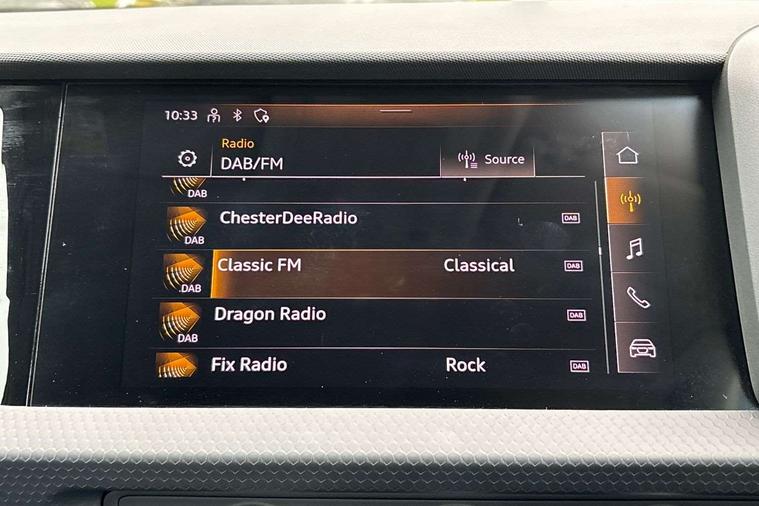 10:33
Radio
DAB/FM
Source
DAB
ChesterDeeRadio
DAB
DAB
Classic FM Classical
DAB
DAB
Dragon Radio
DAB
DAB
Fix Radio Rock
DAB